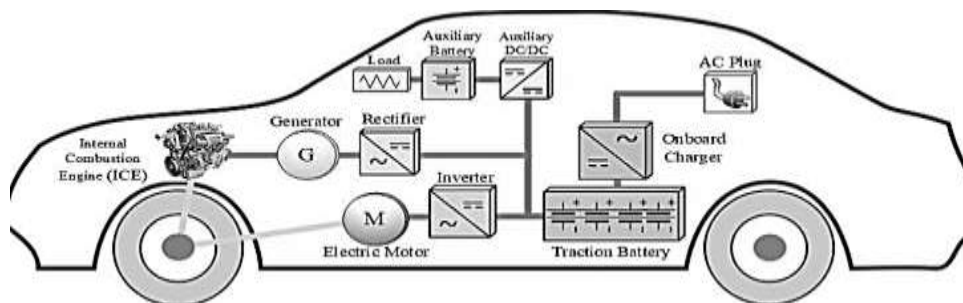 Auxiliary
Battery
Auxiliary
DC/DC
Load
AC Plug
Generator
Rectifier
Internal
Combustion
Engine (ICE)
G
Onboard
Charger
Inverter
M
Electric Motor
Traction Battery